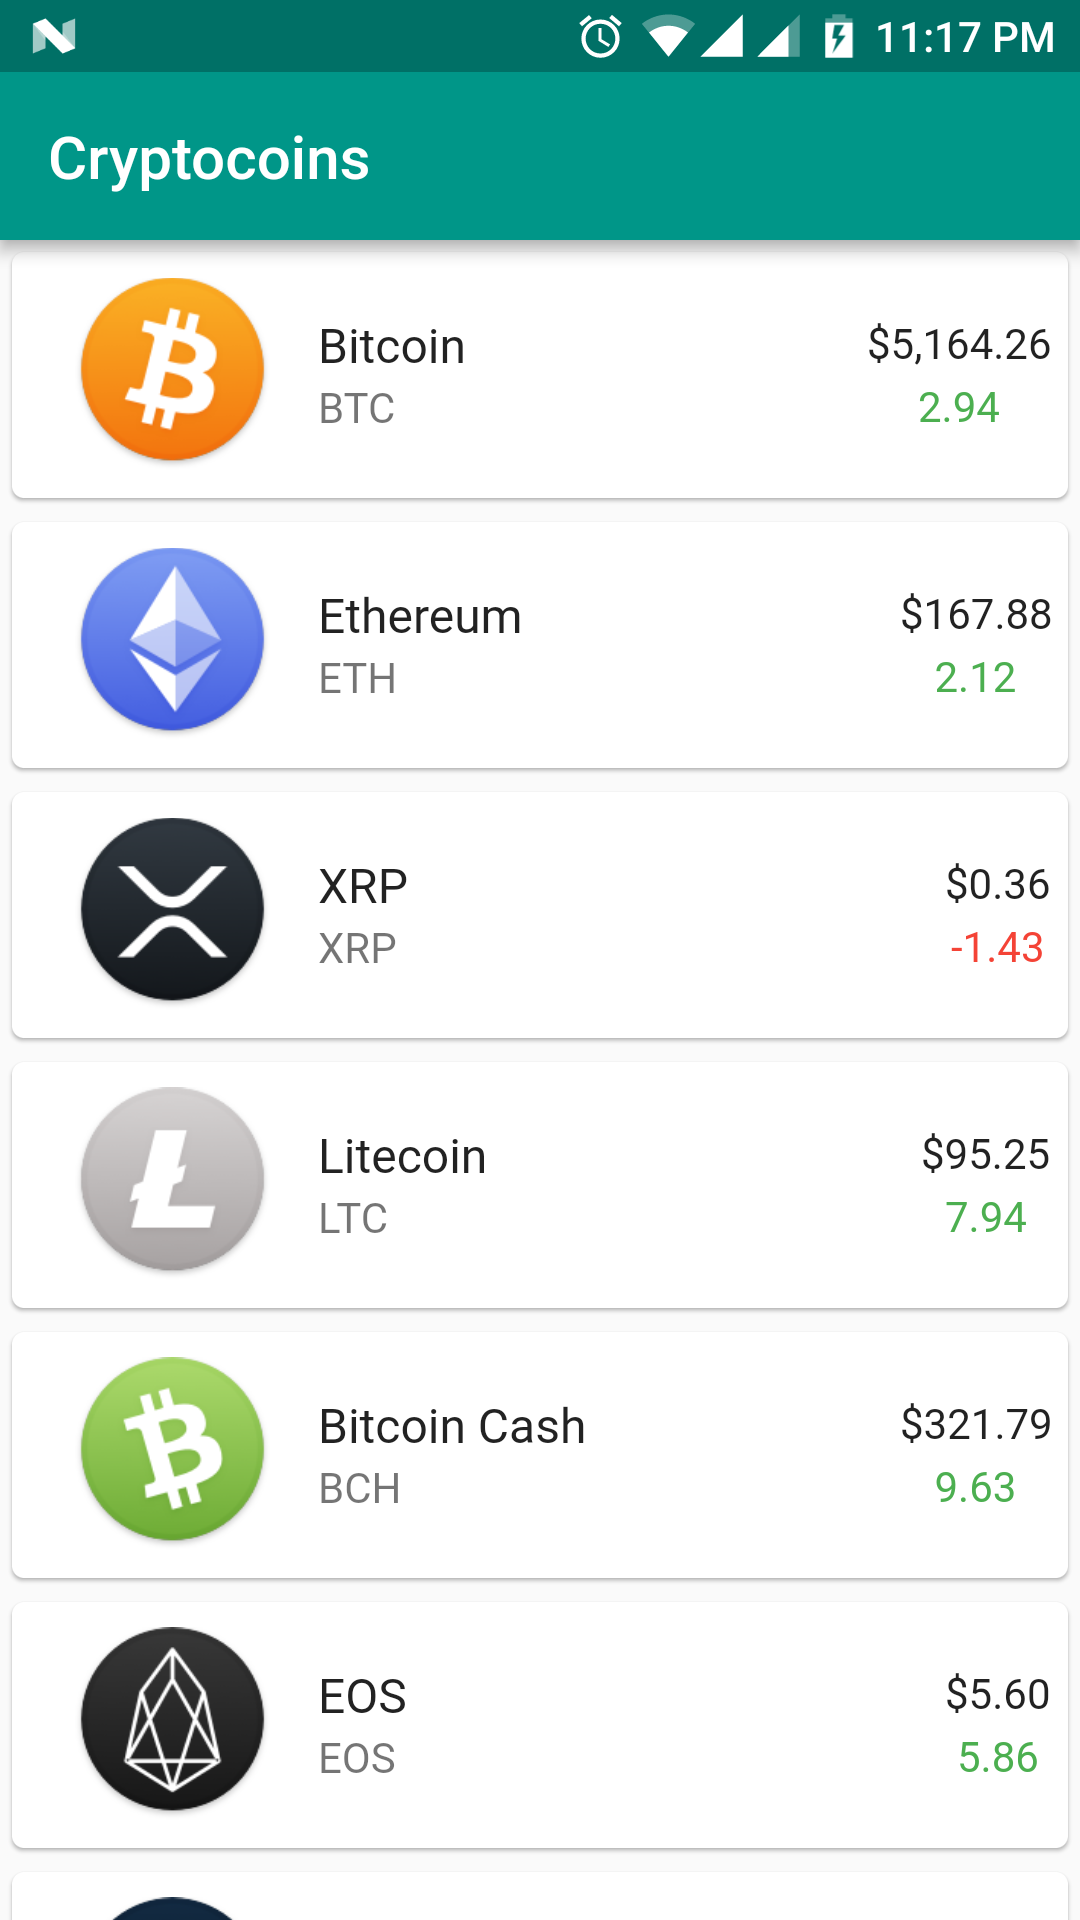 11:17 PM
Cryptocoins
Bitcoin
BTC
$5,164.26
2.94
Ethereum
ETH
$167.88
2.12
XRP
XRP
$0.36
-1.43
Litecoin
LTC
$95.25
7.94
Bitcoin Cash
BCH
$321.79
9.63
EOS
EOS
$5.60
5.86